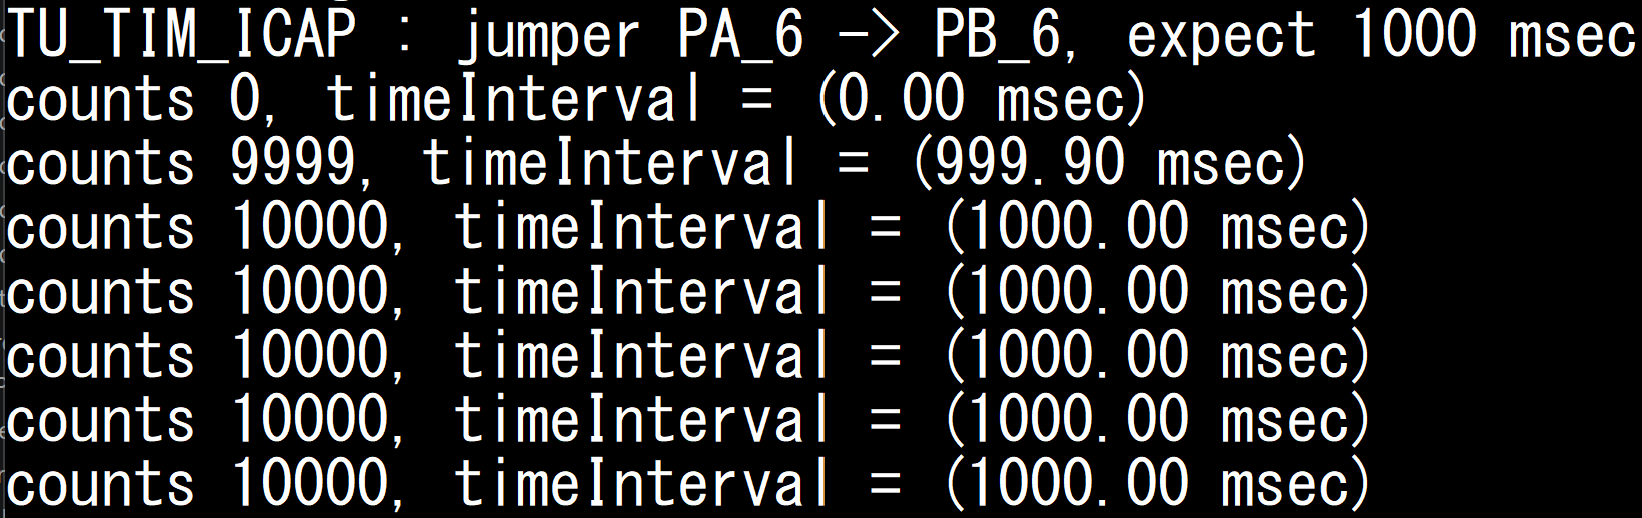 TU_TIM_ICAP : jumper PA_6 -> PB_6, expect 1000 msec
counts 0, timeInterval = (0.00 msec)
counts 9999, timeInterval = (999.90 msec)
counts 10000, timeInterval = (1000.00 msec)
counts 10000, timeInterval = (1000.00 msec)
counts 10000, timeInterval = (1000.00 msec)
counts 10000, timeInterval = (1000.00 msec)
counts 10000, timeInterval = (1000.00 msec)